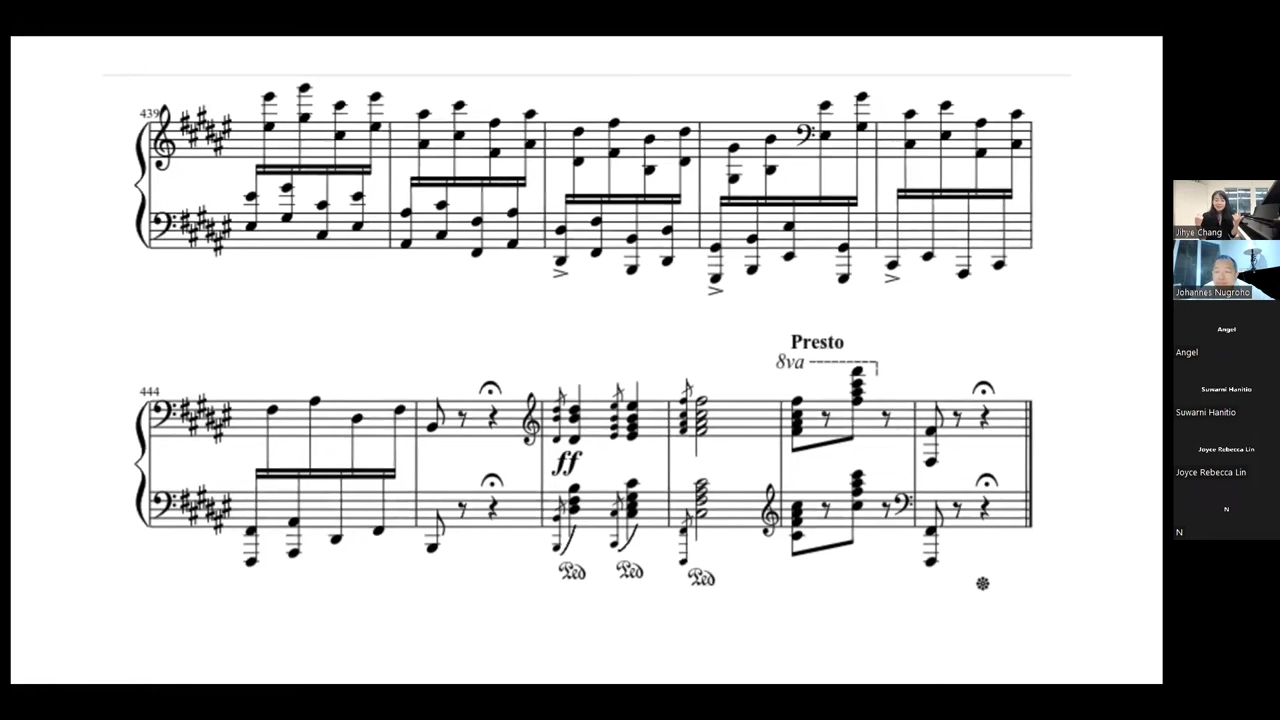 439
444
Presto
8va
ff
Ped
Ped
Ped
Jihye Chang
Johannes Nugroho
Angel
Angel
Suwarni Hanitio
Suwarni Hanitio
Joyce Rebecca Lin
Joyce Rebecca Lin
N
N